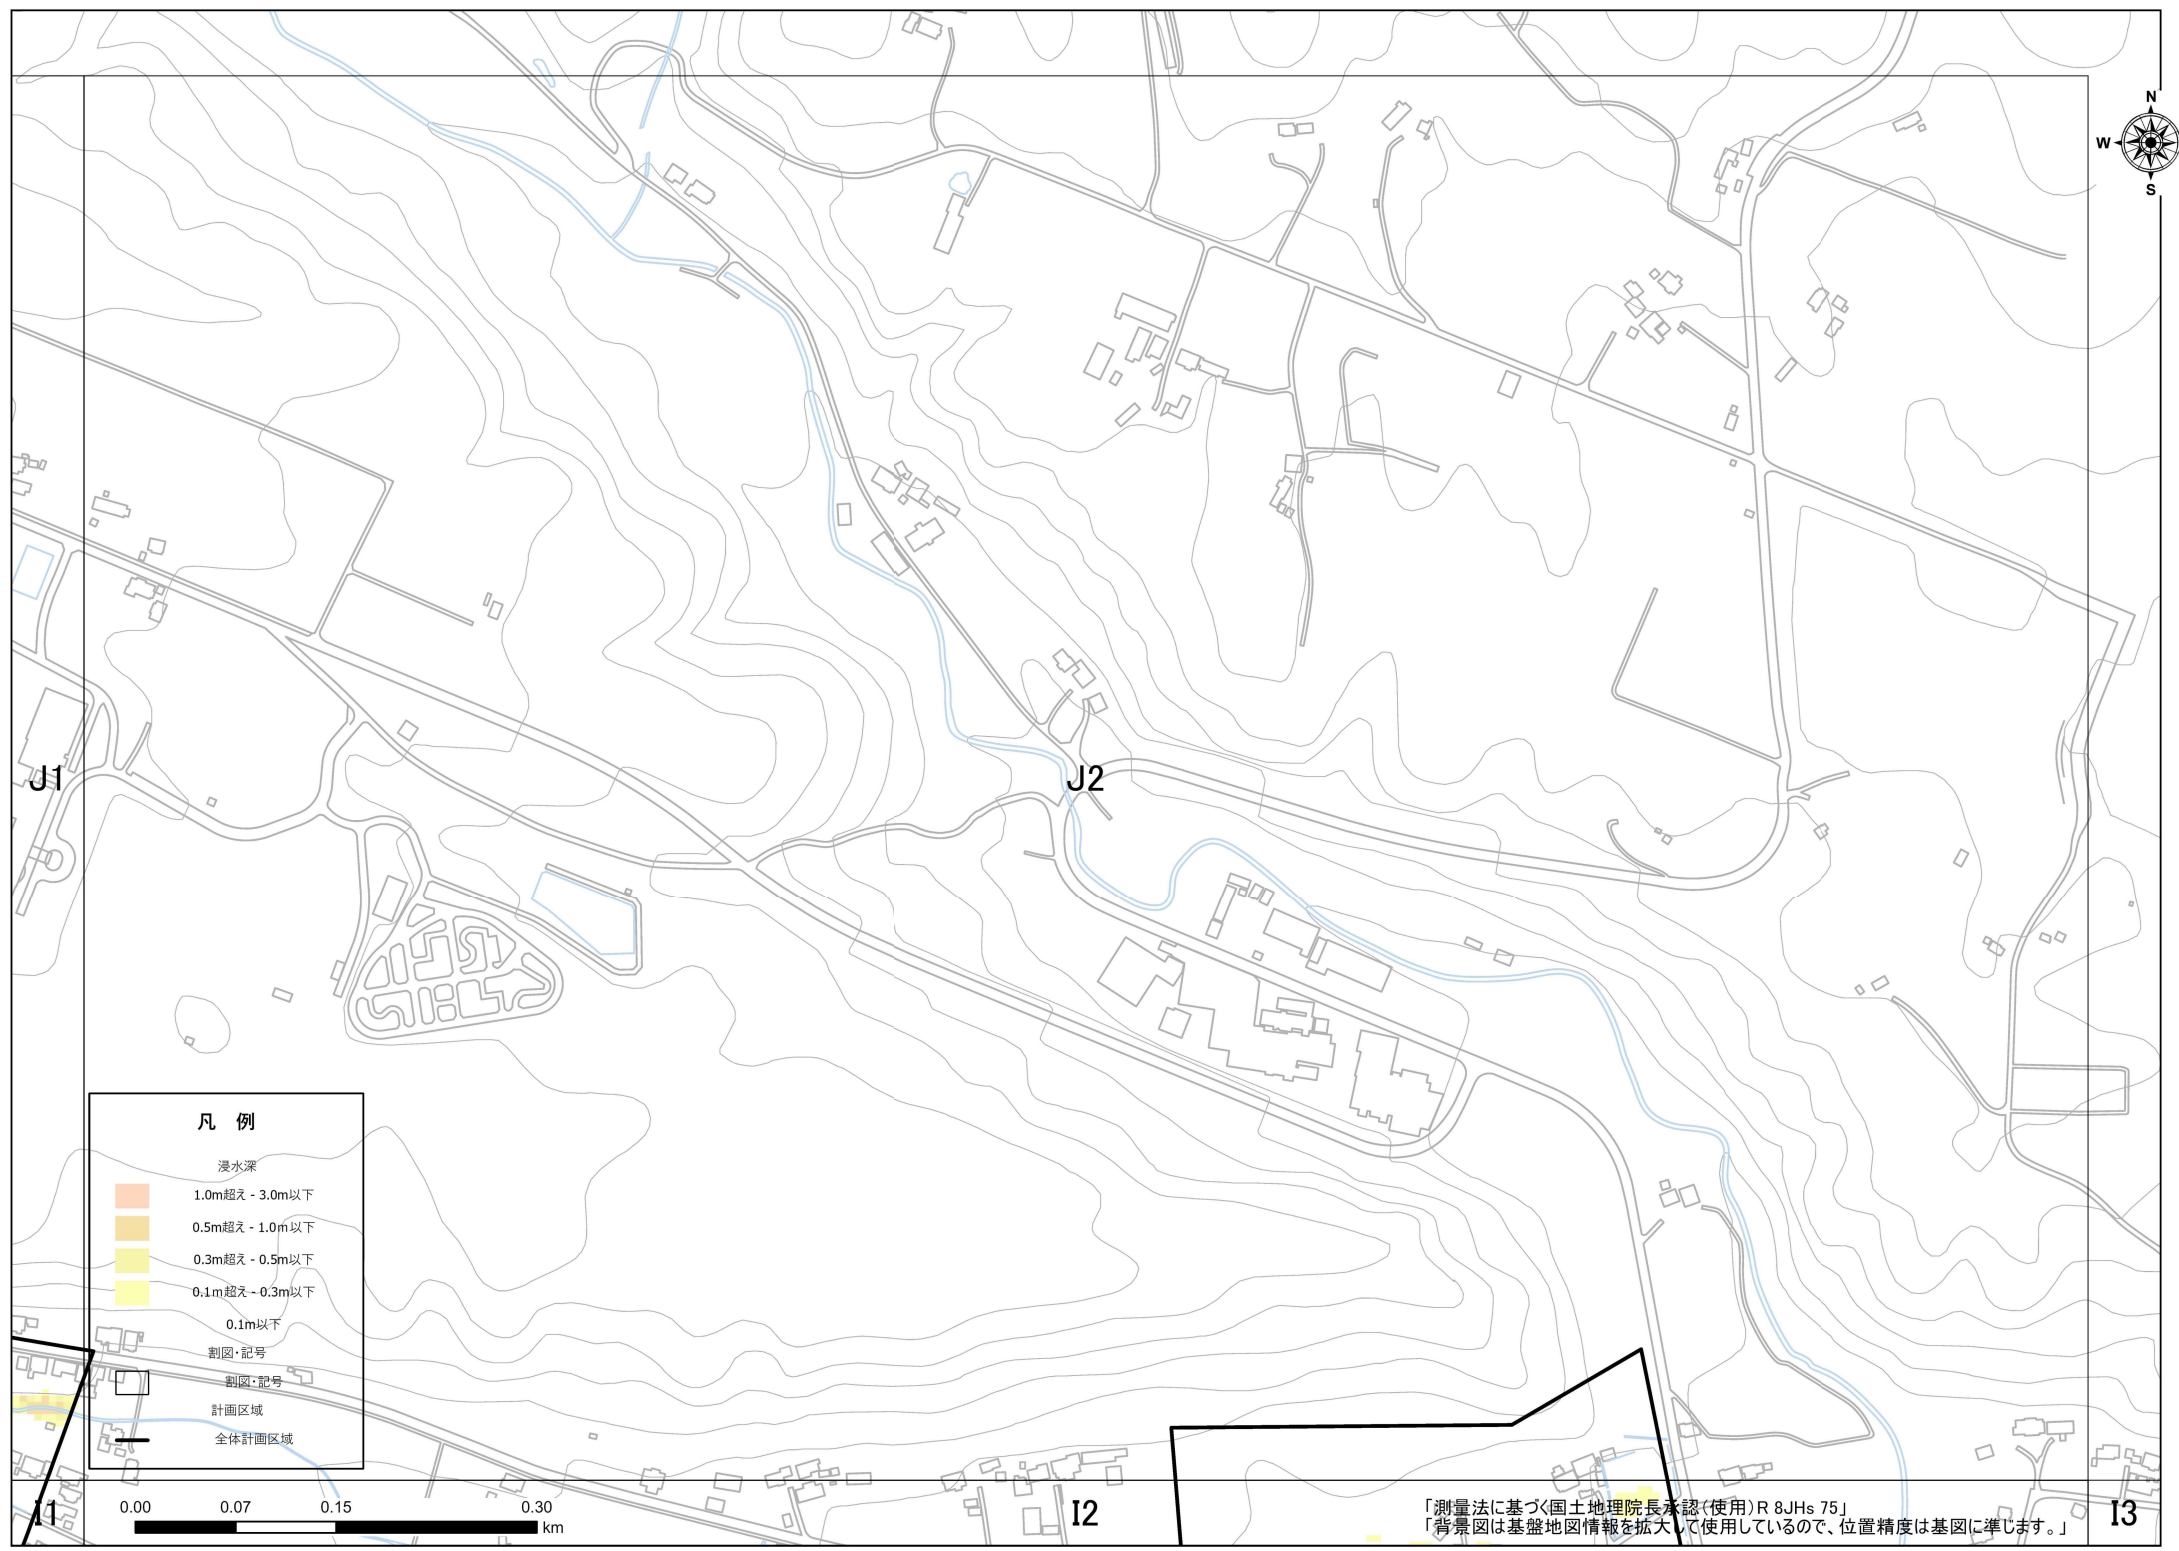 N
W
S
J1
J2
凡 例
浸水深
1.0m超え - 3.0m以下
0.5m超え - 1.0m以下
0.3m超え - 0.5m以下
0.1m超え - 0.3m以下
0.1m以下
割図・記号
割図・記号
計画区域
全体計画区域
I1
0.00 0.07 0.15 0.30
km
I2
「測量法に基づく国土地理院長承認（使用）R 8JHs 75」
「背景図は基盤地図情報を拡大して使用しているので、位置精度は基図に準じます。」
I3